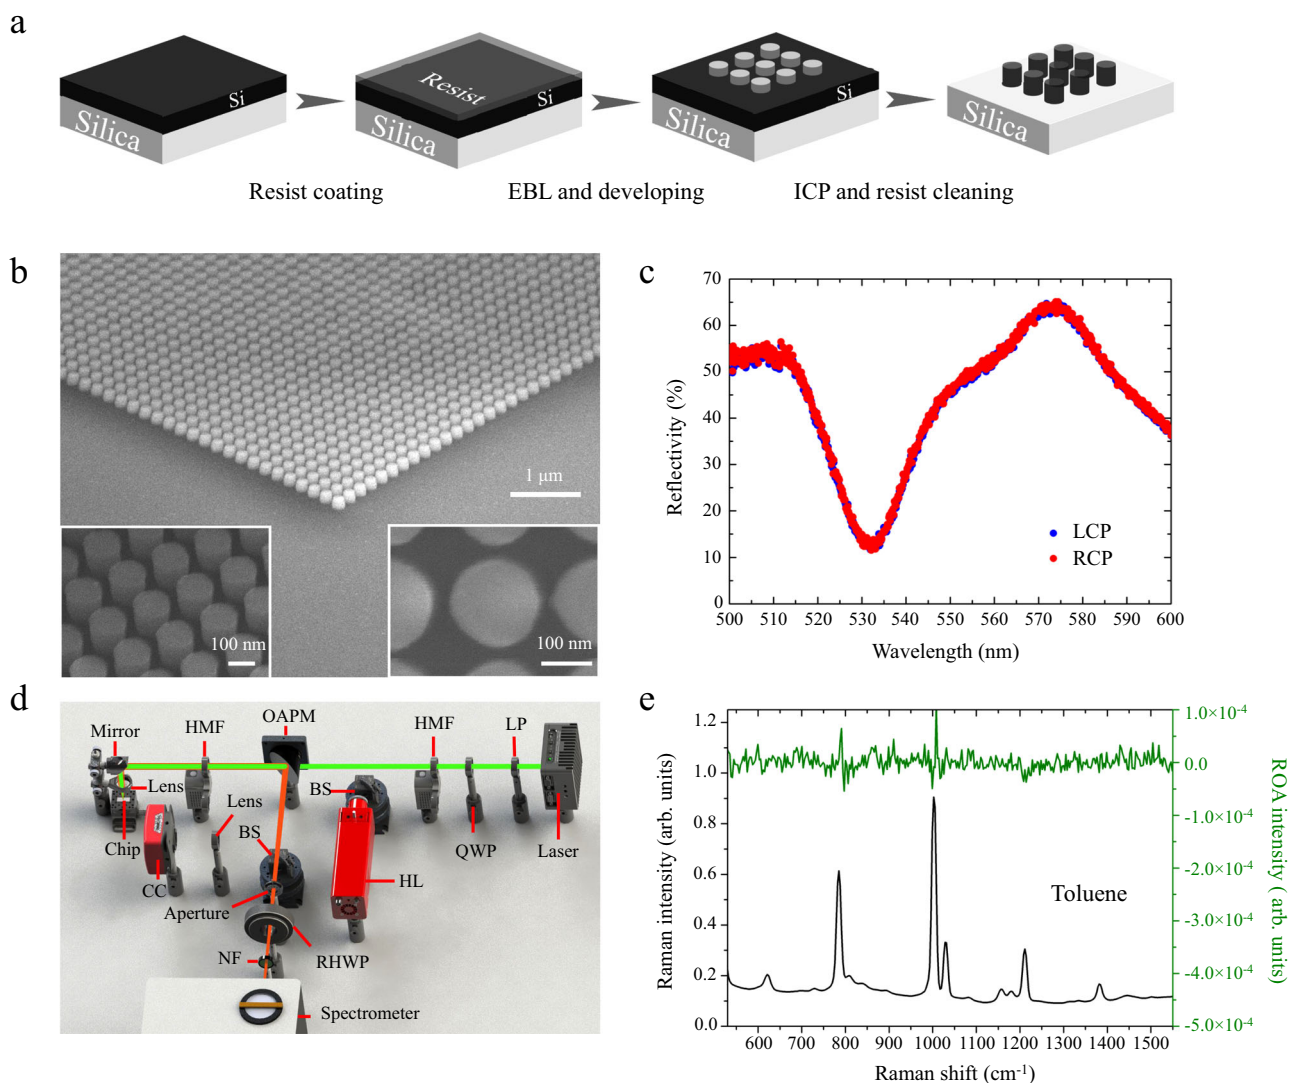 a
Si
Silica
Resist
Si
Silica
Si
Silica
Resist coating
EBL and developing
ICP and resist cleaning
b
1 µm
100 nm
100 nm
c
70
60
50
40
30
20
10
0
500 510 520 530 540 550 560 570 580 590 600
Reflectivity (%)
Wavelength (nm)
LCP
RCP
d
OAPM
Mirror
HMF
HMF
LP
Lens
Lens
BS
BS
Chip
CC
QWP
Laser
HL
Aperture
NF
RHWP
Spectrometer
e
1.2
1.0
0.8
0.6
0.4
0.2
0.0
1.0×10⁻⁴
0.0
-1.0×10⁻⁴
-2.0×10⁻⁴
-3.0×10⁻⁴
-4.0×10⁻⁴
-5.0×10⁻⁴
Raman intensity (arb. units)
ROA intensity ( arb. units)
Toluene
600 700 800 900 1000 1100 1200 1300 1400 1500
Raman shift (cm⁻¹)